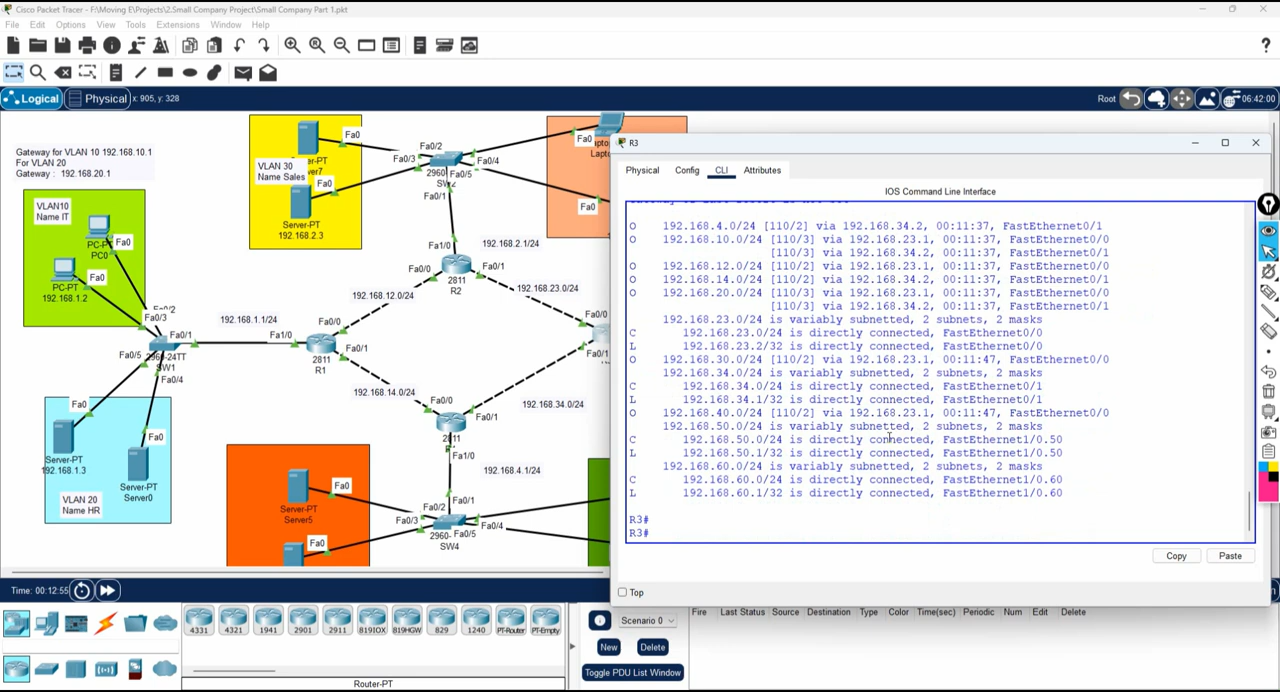 Cisco Packet Tracer - F:\Moving E\Projects\2.Small Company Project\Small Company Part 1.pkt
File Edit Options View Tools Extensions Window Help
Logical Physical x: 905, y: 328
Root 06:42:00
Gateway for VLAN 10 192.168.10.1
For VLAN 20
Gateway : 192.168.20.1
VLAN10
Name IT
Fa0
PC0
Fa0
PC-PT
192.168.1.2
Fa0/3
Fa0/1
Fa0/5
SW1
Fa0/4
192.168.1.1/24
Fa1/0
Fa0
Server-PT
192.168.1.3
Fa0
Server-PT
Server0
VLAN 20
Name HR
Fa0
VLAN 30
Name Sales
Fa0
Server-PT
192.168.2.3
Fa0/2
Fa0/3
Fa0/4
2960
Fa0/5
Fa0/1
Fa0
Fa0
Fa1/0
192.168.2.1/24
Fa0/0
Fa0/1
2811
R2
192.168.12.0/24
192.168.23.0/24
Fa0/0
Fa0/0
2811
R1
Fa0/1
Fa0/1
192.168.14.0/24
192.168.34.0/24
Fa0/0
Fa0/1
2811
Fa1/0
192.168.4.1/24
Fa0/1
Fa0
Server-PT
Server5
Fa0/2
Fa0/3
Fa0/4
Fa0/5
2960-
SW4
Fa0
R3
Physical Config CLI Attributes
IOS Command Line Interface
O 192.168.4.0/24 [110/2] via 192.168.34.2, 00:11:37, FastEthernet0/1
O 192.168.10.0/24 [110/3] via 192.168.23.1, 00:11:37, FastEthernet0/0
[110/3] via 192.168.34.2, 00:11:37, FastEthernet0/1
O 192.168.12.0/24 [110/2] via 192.168.23.1, 00:11:37, FastEthernet0/0
O 192.168.14.0/24 [110/2] via 192.168.34.2, 00:11:37, FastEthernet0/1
O 192.168.20.0/24 [110/3] via 192.168.23.1, 00:11:37, FastEthernet0/0
[110/3] via 192.168.34.2, 00:11:37, FastEthernet0/1
192.168.23.0/24 is variably subnetted, 2 subnets, 2 masks
C 192.168.23.0/24 is directly connected, FastEthernet0/0
L 192.168.23.2/32 is directly connected, FastEthernet0/0
O 192.168.30.0/24 [110/2] via 192.168.23.1, 00:11:47, FastEthernet0/0
192.168.34.0/24 is variably subnetted, 2 subnets, 2 masks
C 192.168.34.0/24 is directly connected, FastEthernet0/1
L 192.168.34.1/32 is directly connected, FastEthernet0/1
O 192.168.40.0/24 [110/2] via 192.168.23.1, 00:11:47, FastEthernet0/0
192.168.50.0/24 is variably subnetted, 2 subnets, 2 masks
C 192.168.50.0/24 is directly connected, FastEthernet1/0.50
L 192.168.50.1/32 is directly connected, FastEthernet1/0.50
192.168.60.0/24 is variably subnetted, 2 subnets, 2 masks
C 192.168.60.0/24 is directly connected, FastEthernet1/0.60
L 192.168.60.1/32 is directly connected, FastEthernet1/0.60
R3#
R3#
Copy Paste
Top
Time: 00:12:55
4331 4321 1941 2901 2911 819IOX 819HGW 829 1240 PT-Router PT-Empty
Router-PT
Scenario 0
New Delete
Toggle PDU List Window
Fire Last Status Source Destination Type Color Time(sec) Periodic Num Edit Delete